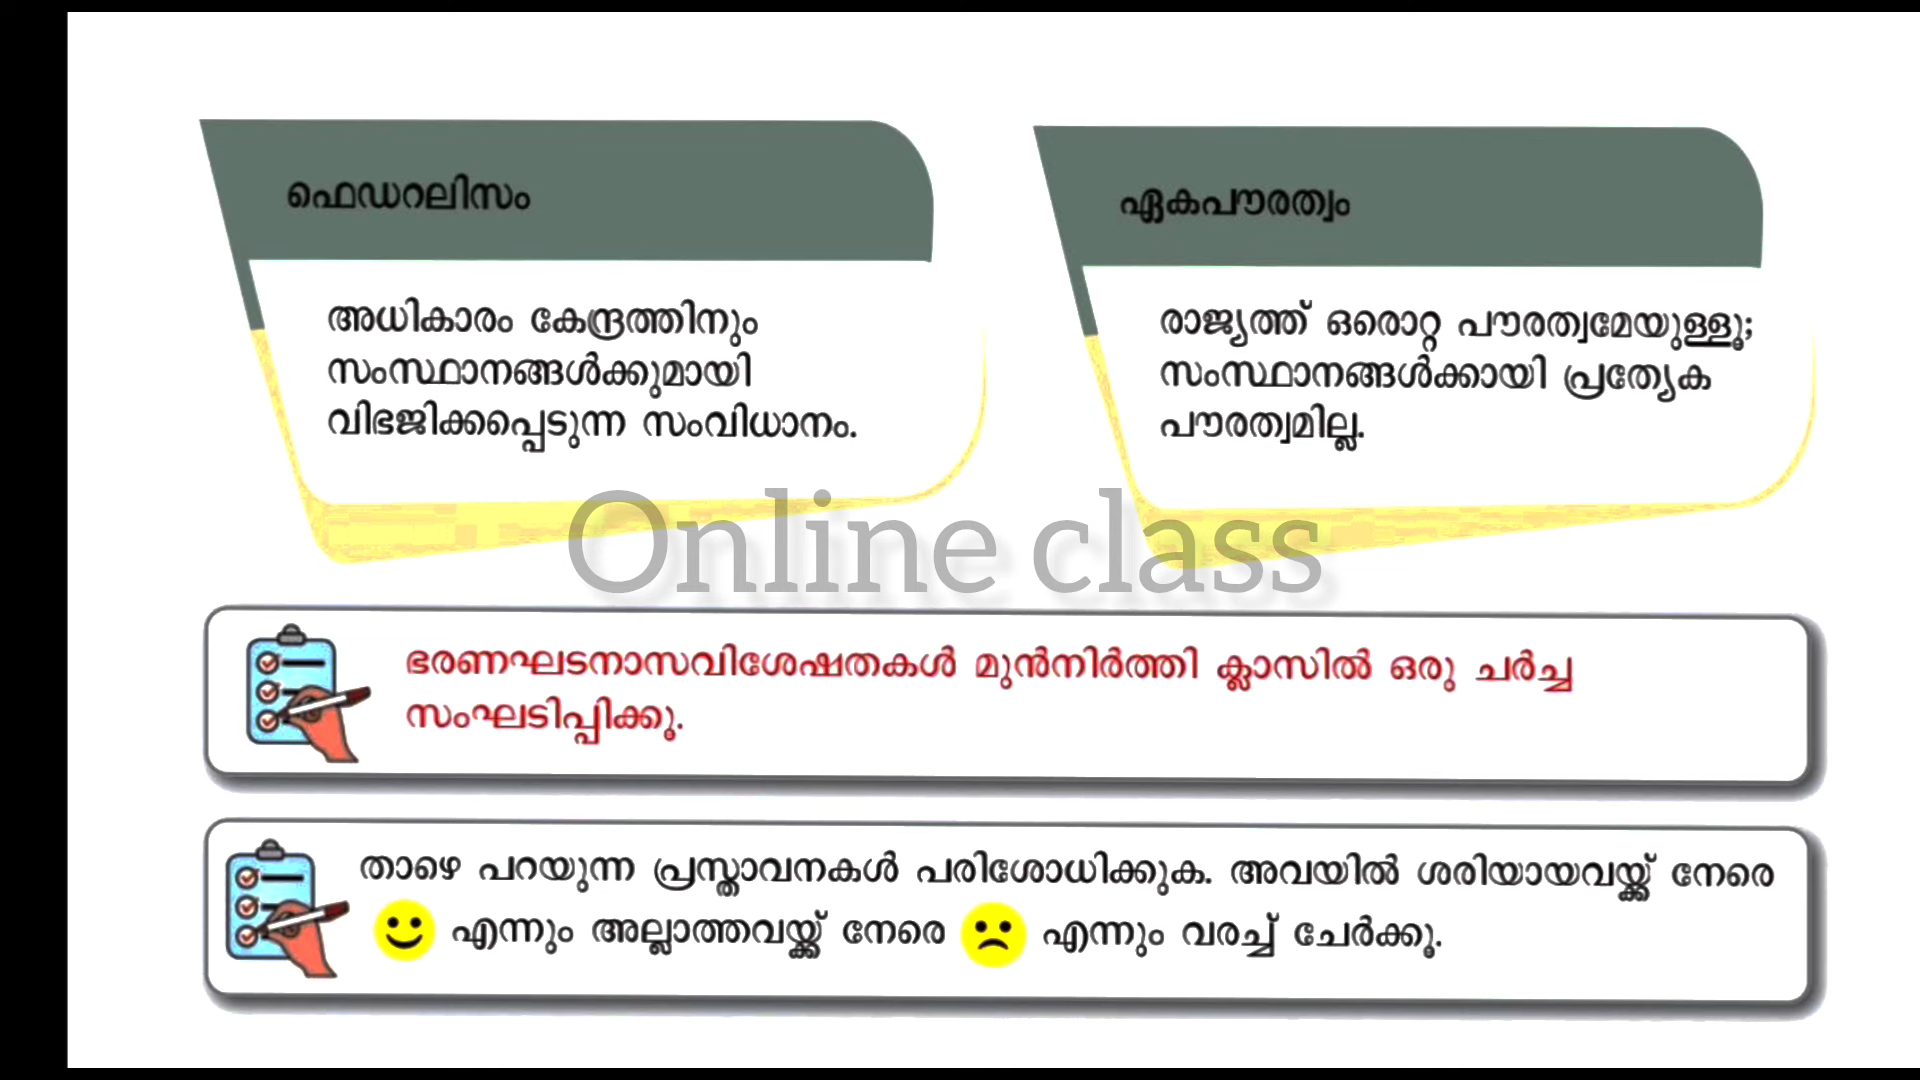 ഫെഡറലിസം
അധികാരം കേന്ദ്രത്തിനും
സംസ്ഥാനങ്ങൾക്കുമായി
വിഭജിക്കപ്പെടുന്ന സംവിധാനം.
ഏകപൗരത്വം
രാജ്യത്ത് ഒരൊറ്റ പൗരത്വമേയുള്ളൂ;
സംസ്ഥാനങ്ങൾക്കായി പ്രത്യേക
പൗരത്വമില്ല.
Online class
ഭരണഘടനാസവിശേഷതകൾ മുൻനിർത്തി ക്ലാസിൽ ഒരു ചർച്ച
സംഘടിപ്പിക്കൂ.
താഴെ പറയുന്ന പ്രസ്താവനകൾ പരിശോധിക്കുക. അവയിൽ ശരിയായവയ്ക്ക് നേരെ
എന്നും അല്ലാത്തവയ്ക്ക് നേരെ എന്നും വരച്ച് ചേർക്കൂ.